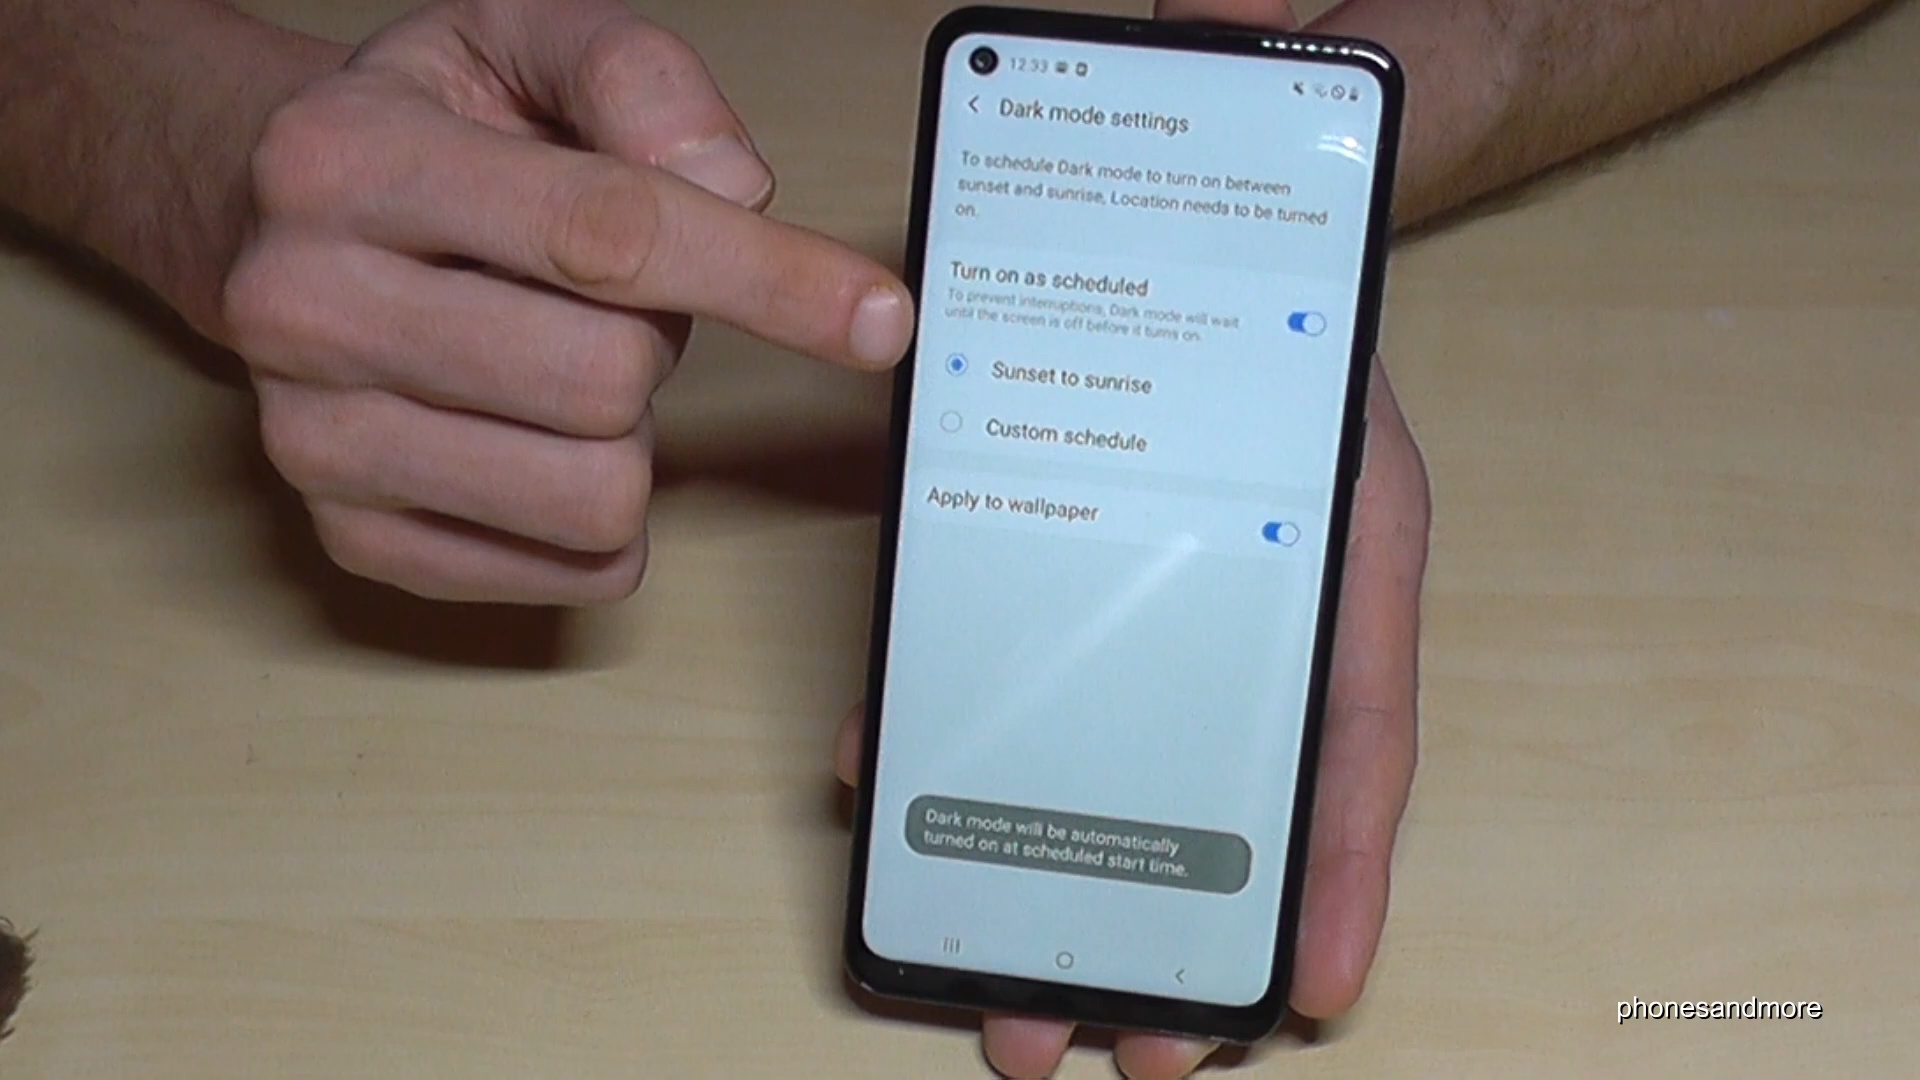 12:33
Dark mode settings
To schedule Dark mode to turn on between
sunset and sunrise, Location needs to be turned
on.
Turn on as scheduled
To prevent interruptions, Dark mode will wait
until the screen is off before it turns on.
Sunset to sunrise
Custom schedule
Apply to wallpaper
Dark mode will be automatically
turned on at scheduled start time.
phonesandmore